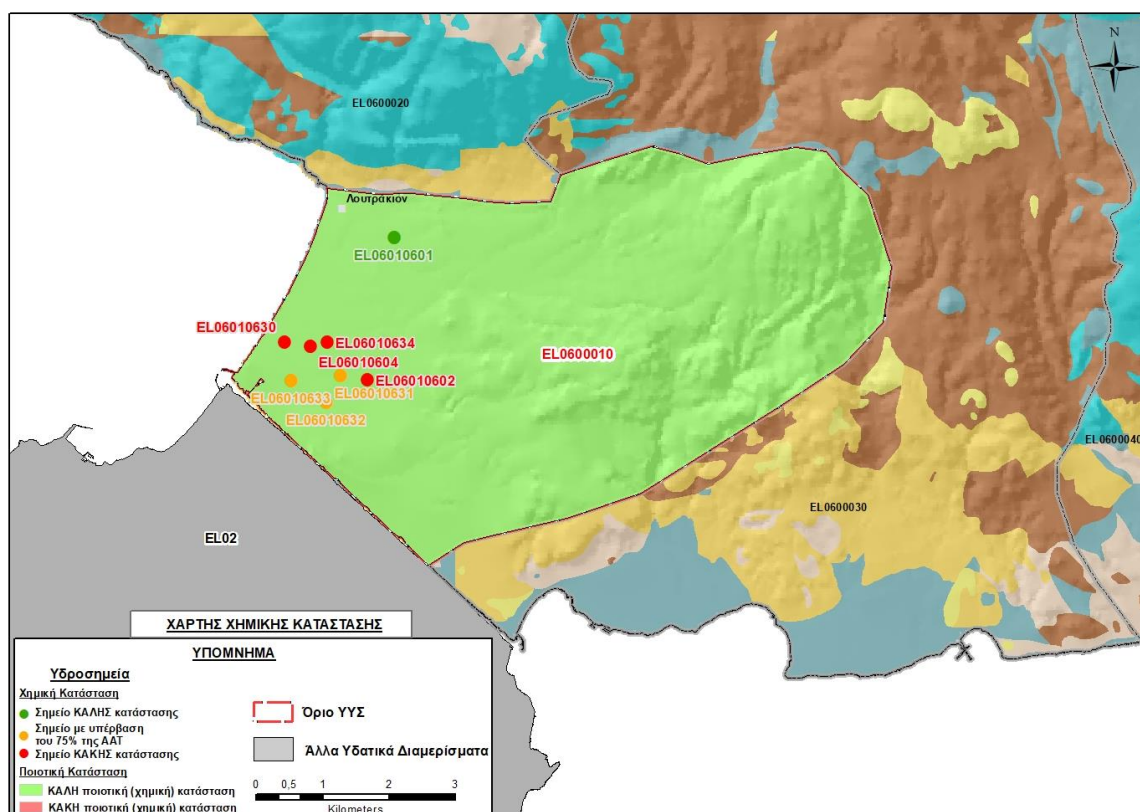 N
EL0600020
Λουτράκιον
EL06010601
EL06010630
EL06010634
EL06010604
EL0600010
EL06010602
EL06010631
EL06010633
EL06010632
EL0600040
EL0600030
EL02
ΧΑΡΤΗΣ ΧΗΜΙΚΗΣ ΚΑΤΑΣΤΑΣΗΣ
ΥΠΟΜΝΗΜΑ
Υδροσημεία
Χημική Κατάσταση
Σημείο ΚΑΛΗΣ κατάστασης
Σημείο με υπέρβαση
του 75% της ΑΑΤ
Σημείο ΚΑΚΗΣ κατάστασης
Ποιοτική Κατάσταση
ΚΑΛΗ ποιοτική (χημική) κατάσταση
ΚΑΚΗ ποιοτική (χημική) κατάσταση
Όριο ΥΥΣ
Άλλα Υδατικά Διαμερίσματα
0 0,5 1 2 3
Kilometers